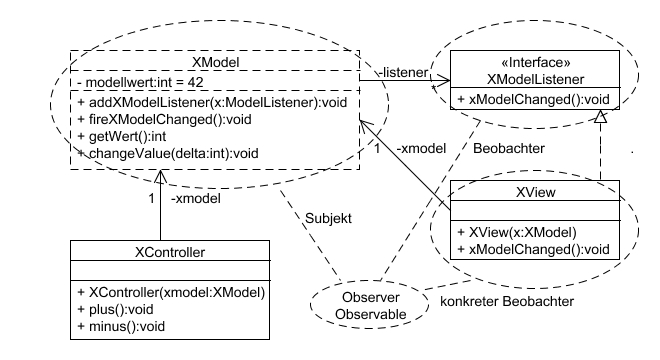 XModel
- modellwert:int = 42
+ addXModelListener(x:ModelListener):void
+ fireXModelChanged():void
+ getWert():int
+ changeValue(delta:int):void
-listener
*
«Interface»
XModelListener
+ xModelChanged():void
1
-xmodel
Beobachter
XView
+ XView(x:XModel)
+ xModelChanged():void
1
-xmodel
Subjekt
XController
+ XController(xmodel:XModel)
+ plus():void
+ minus():void
Observer
Observable
konkreter Beobachter